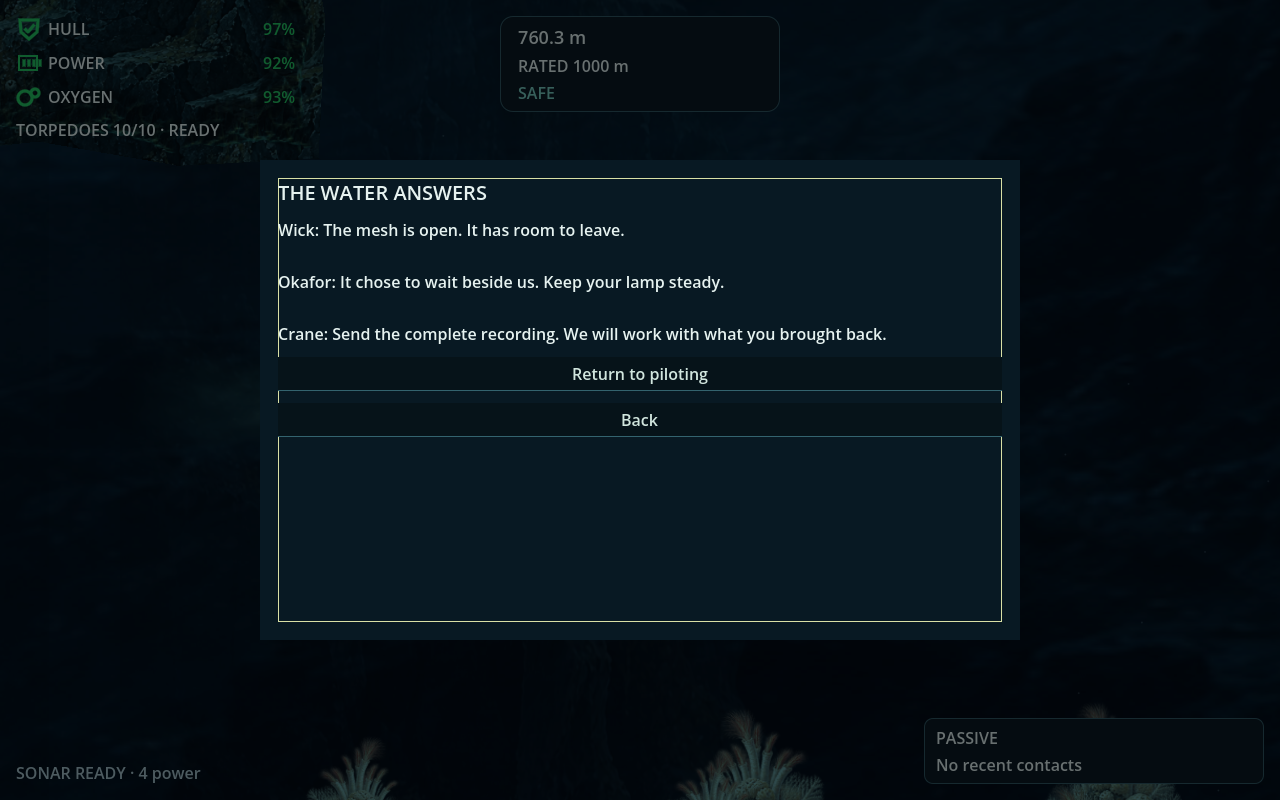 HULL 97%
POWER 92%
OXYGEN 93%
TORPEDOES 10/10 · READY
760.3 m
RATED 1000 m
SAFE
THE WATER ANSWERS
Wick: The mesh is open. It has room to leave.
Okafor: It chose to wait beside us. Keep your lamp steady.
Crane: Send the complete recording. We will work with what you brought back.
Return to piloting
Back
SONAR READY · 4 power
PASSIVE
No recent contacts